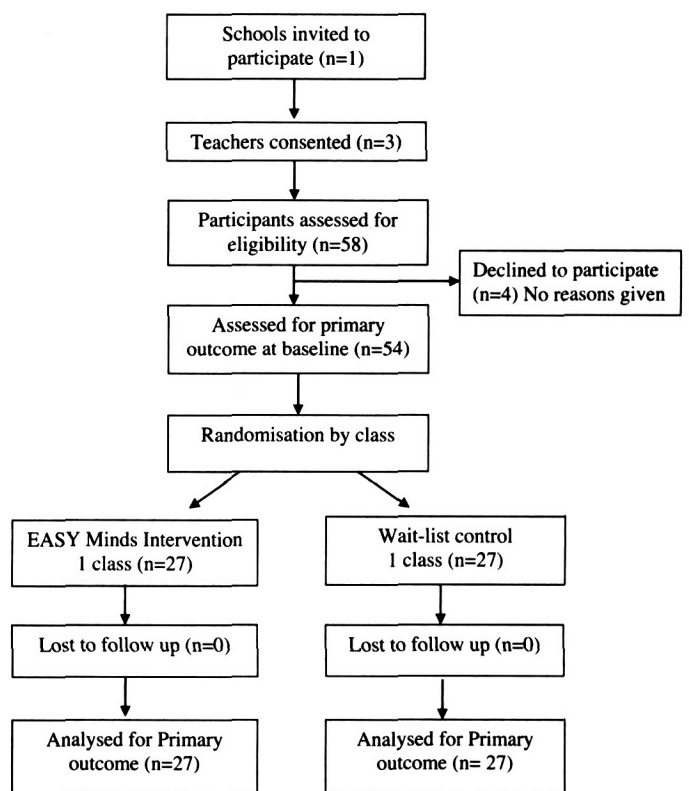 Schools invited to
participate (n=1)
Teachers consented (n=3)
Participants assessed for
eligibility (n=58)
Declined to participate
(n=4) No reasons given
Assessed for primary
outcome at baseline (n=54)
Randomisation by class
EASY Minds Intervention
1 class (n=27)
Wait-list control
1 class (n=27)
Lost to follow up (n=0)
Lost to follow up (n=0)
Analysed for Primary
outcome (n=27)
Analysed for Primary
outcome (n= 27)